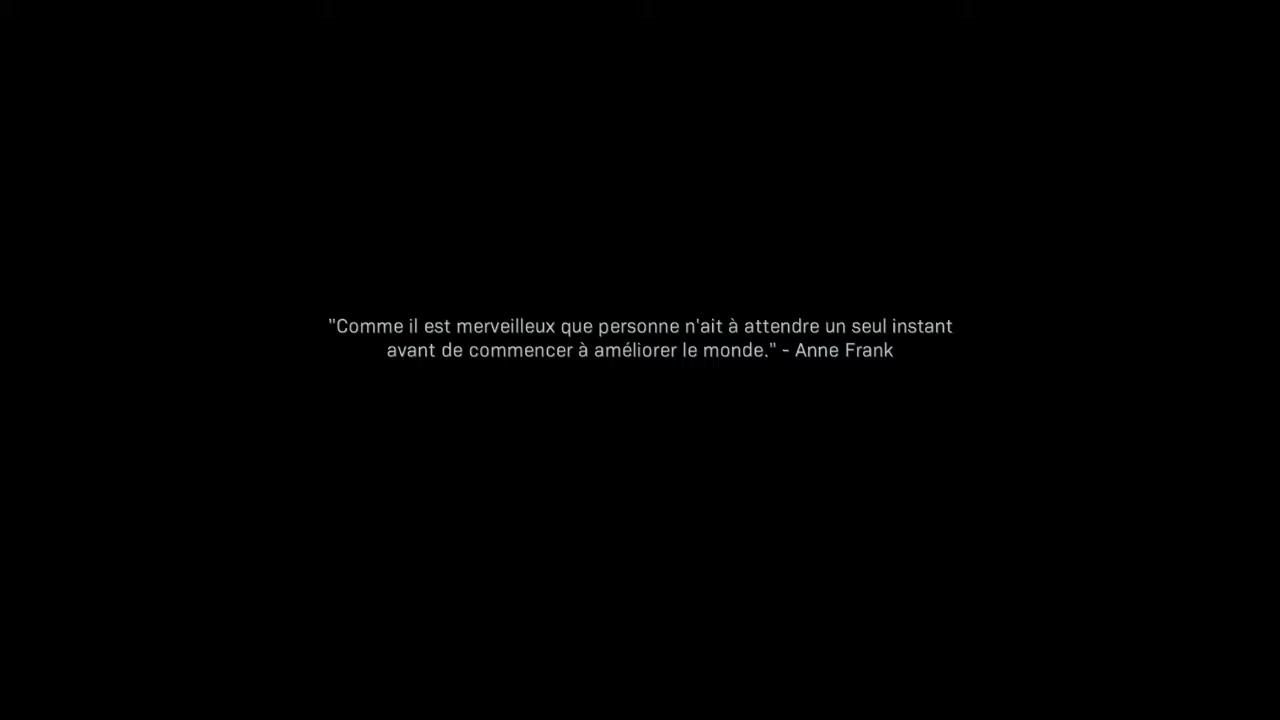 "Comme il est merveilleux que personne n'ait à attendre un seul instant
avant de commencer à améliorer le monde." - Anne Frank